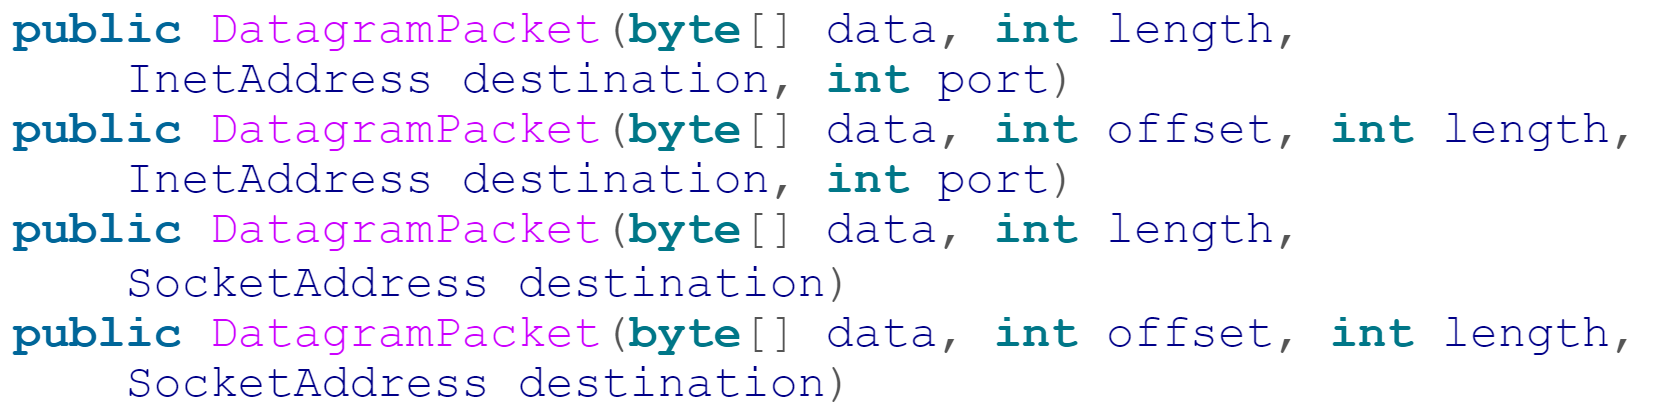 public DatagramPacket(byte[] data, int length,
    InetAddress destination, int port)
public DatagramPacket(byte[] data, int offset, int length,
    InetAddress destination, int port)
public DatagramPacket(byte[] data, int length,
    SocketAddress destination)
public DatagramPacket(byte[] data, int offset, int length,
    SocketAddress destination)